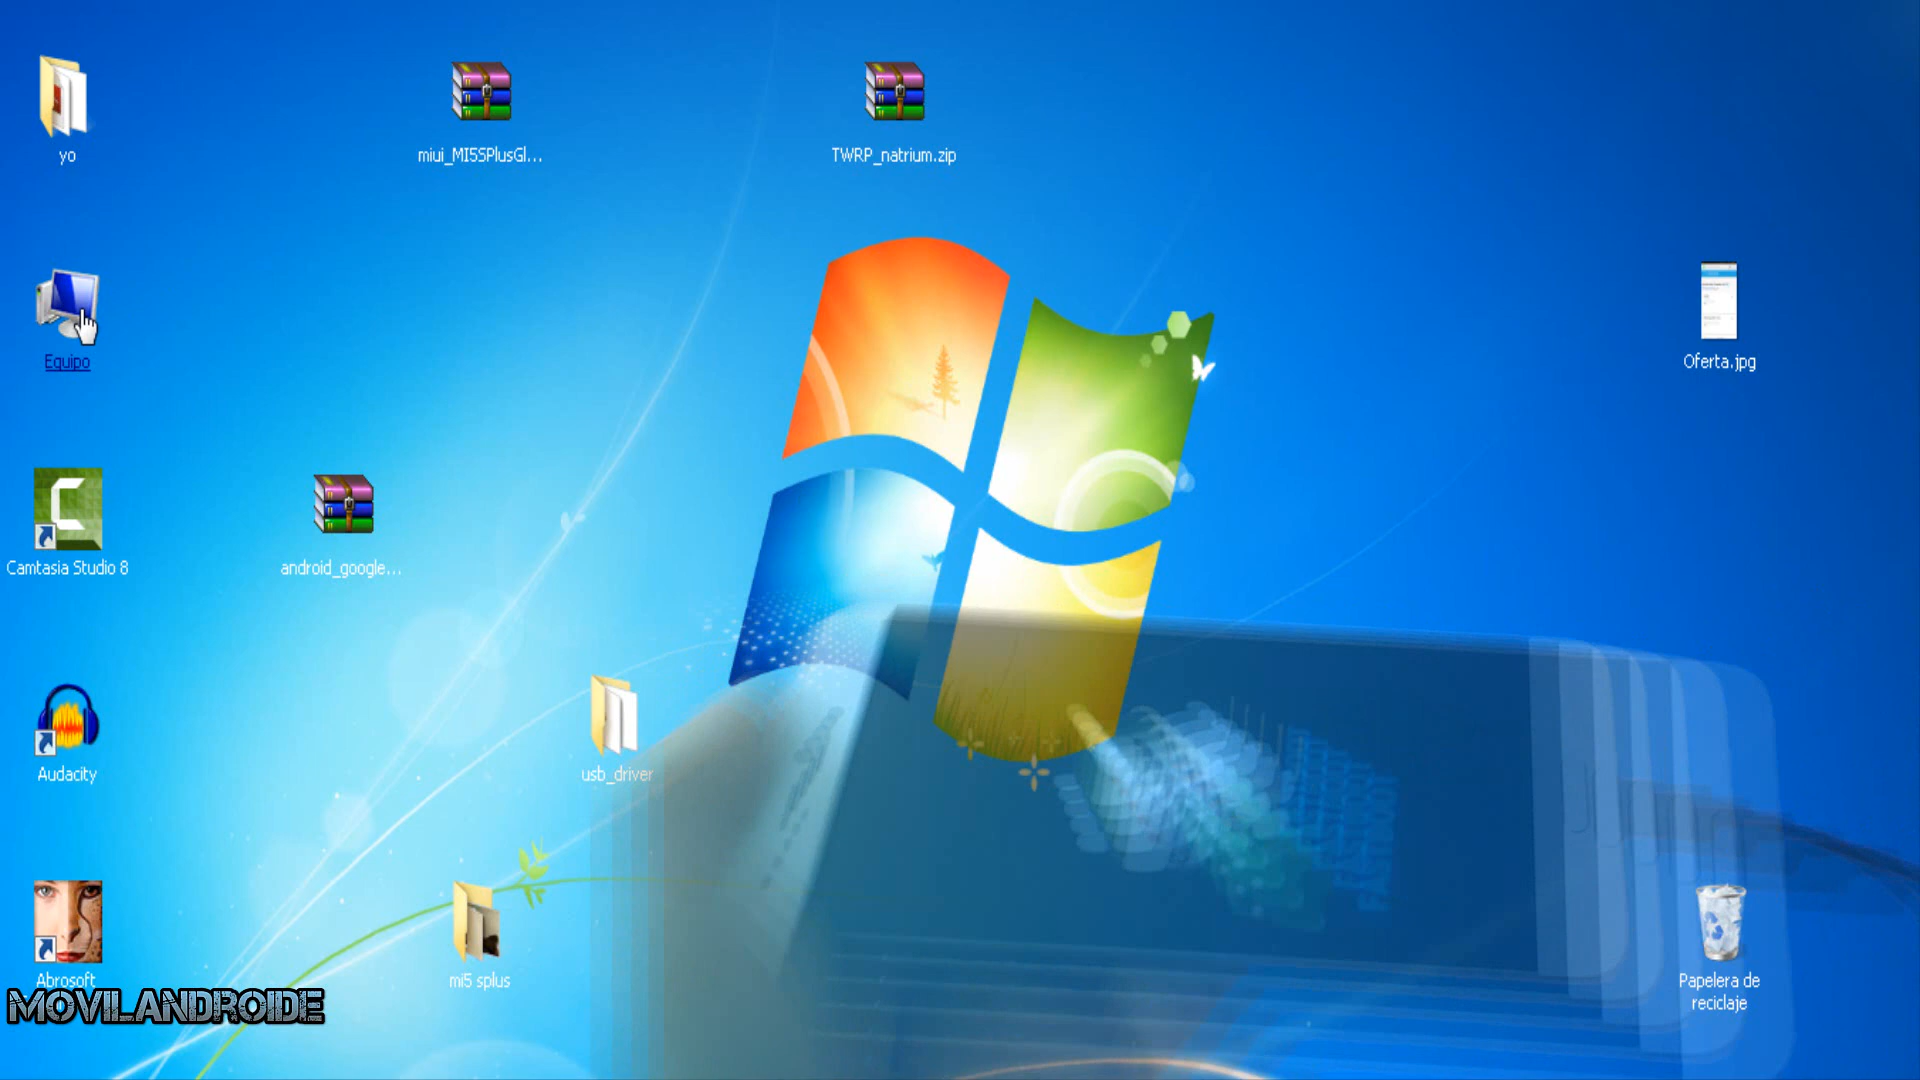 yo
miui_MI5SPlusGl...
TWRP_natrium.zip
Equipo
Oferta.jpg
Camtasia Studio 8
android_google...
Audacity
usb_driver
Abrosoft
mi5 splus
Papelera de
reciclaje
MOVILANDROIDE
FASTBOOT